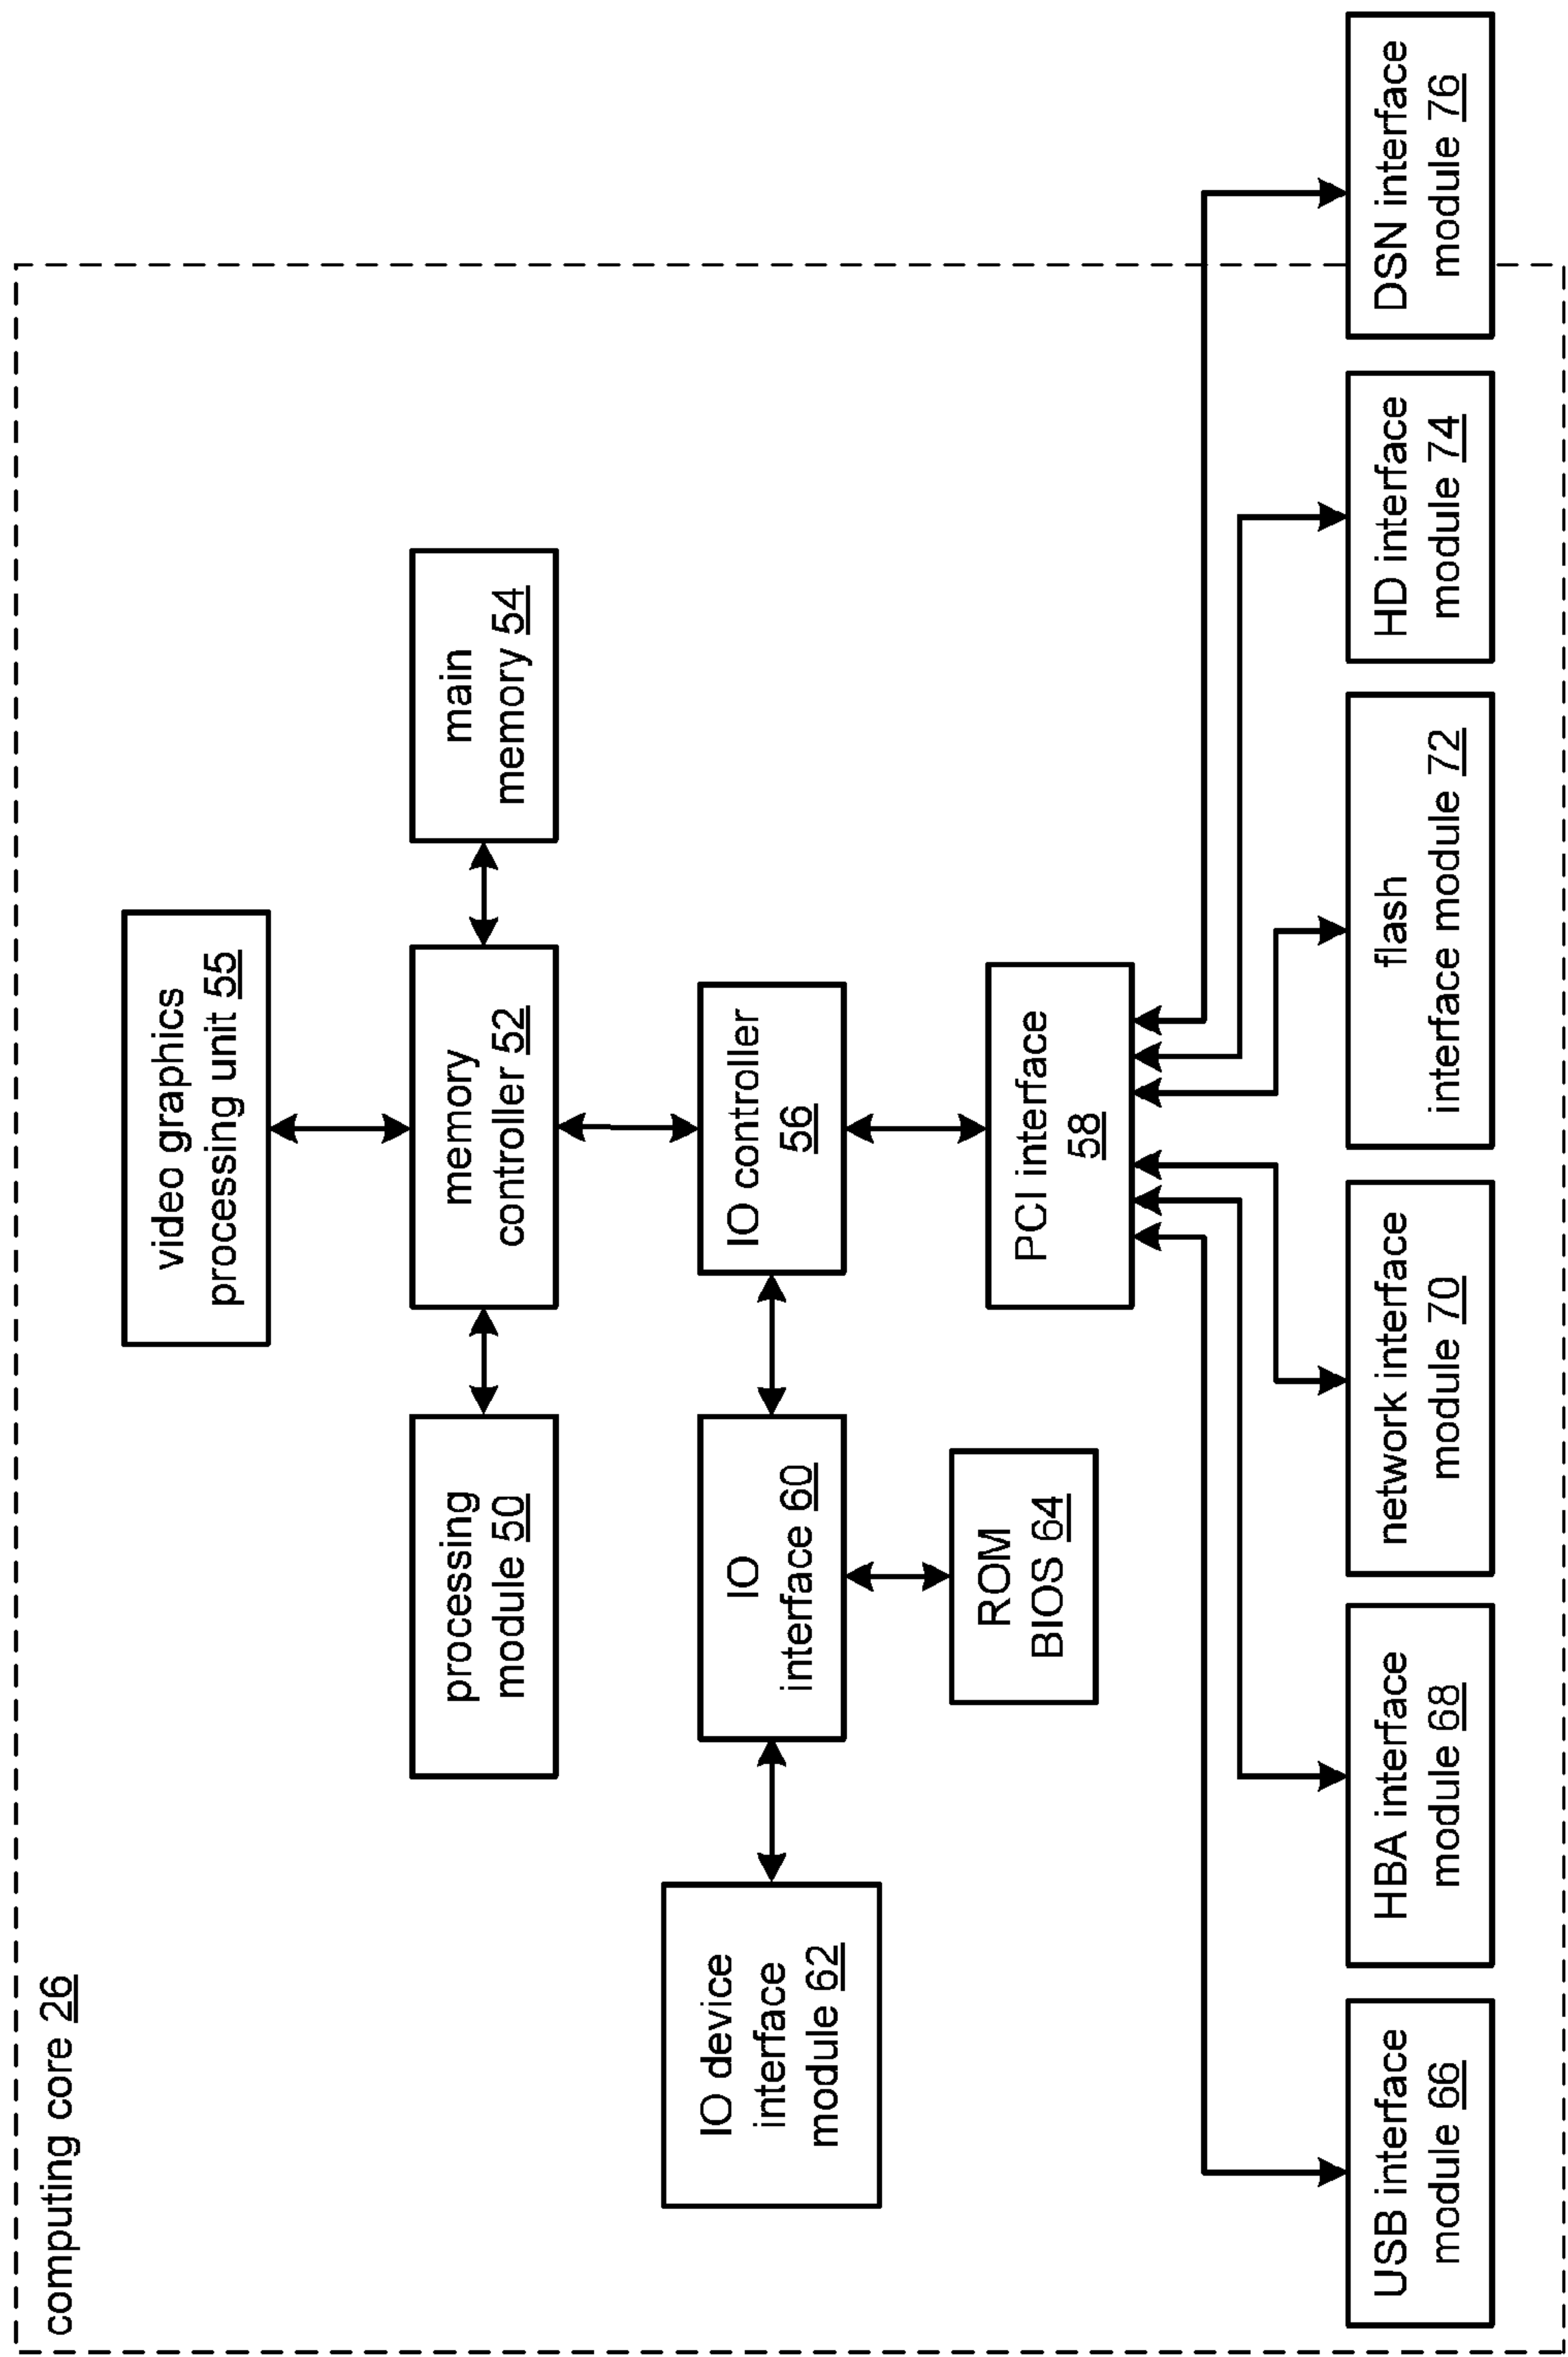 computing core 26
video graphics
processing unit 55
processing
module 50
memory
controller 52
main
memory 54
IO device
interface
module 62
IO
interface 60
IO controller
56
ROM
BIOS 64
PCI interface
58
USB interface
module 66
HBA interface
module 68
network interface
module 70
flash
interface module 72
HD interface
module 74
DSN interface
module 76